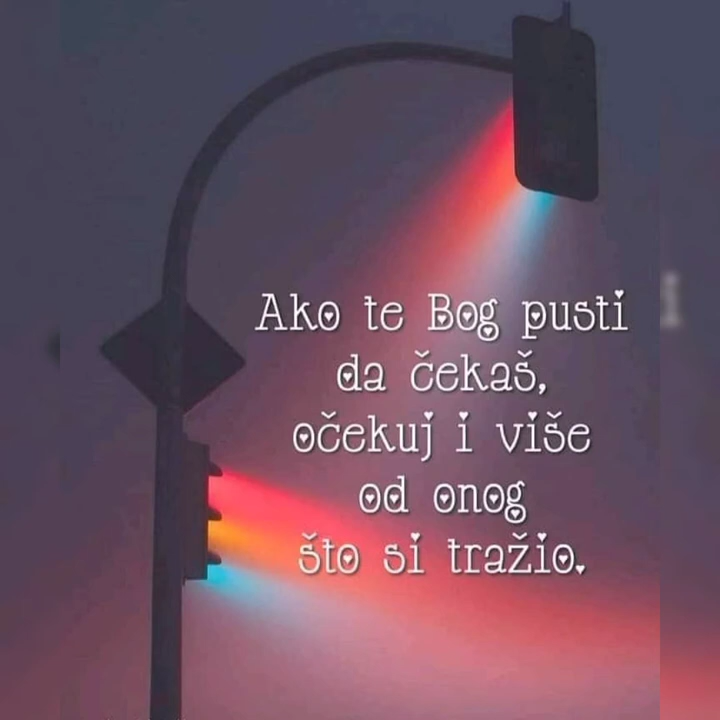 Ako te Bog pusti
da čekaš,
očekuj i više
od onog
što si tražio.